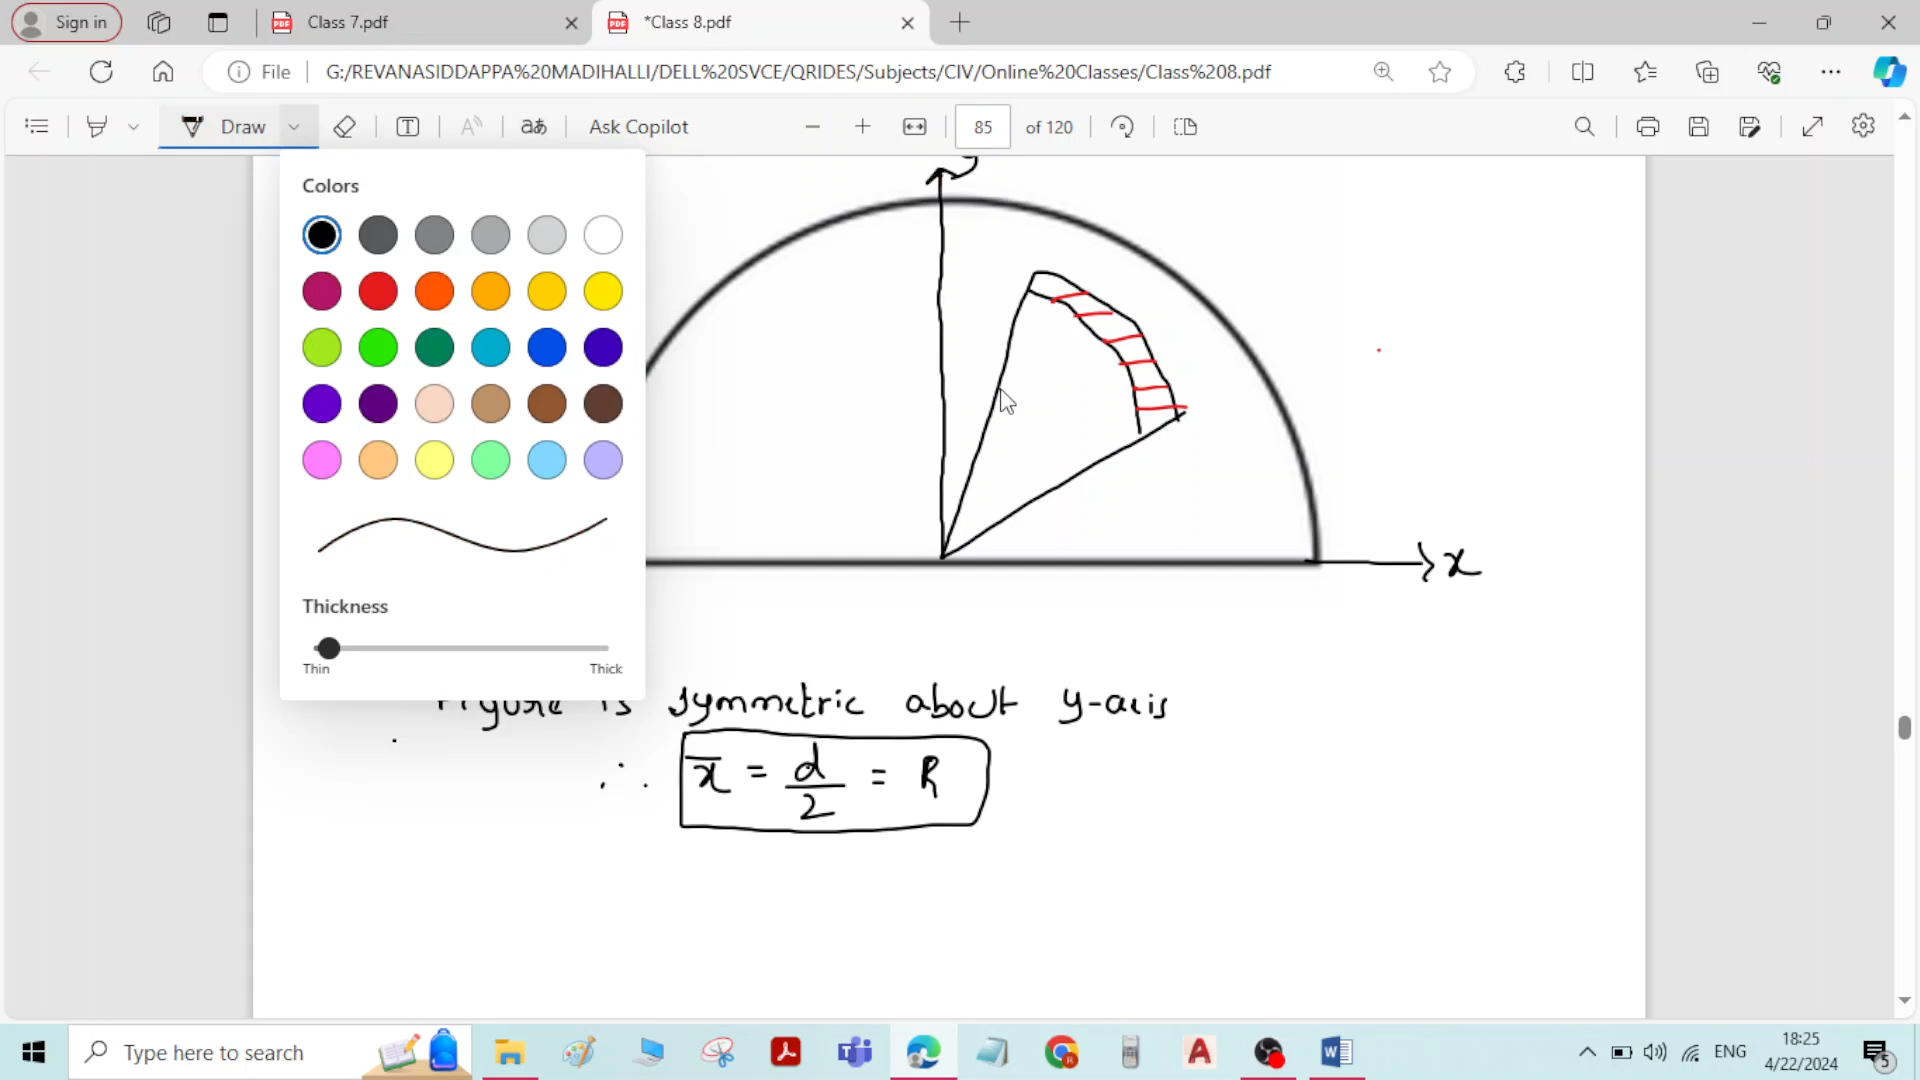 Sign in
Class 7.pdf
*Class 8.pdf
File
G:/REVANASIDDAPPA%20MADIHALLI/DELL%20SVCE/QRIDES/Subjects/CIV/Online%20Classes/Class%208.pdf
Draw
Ask Copilot
85 of 120
Colors
y
x
Thickness
Thin
Thick
Figure is symmetric about y-axis
∴ x̄ = d/2 = R
Type here to search
ENG
18:25
4/22/2024
5